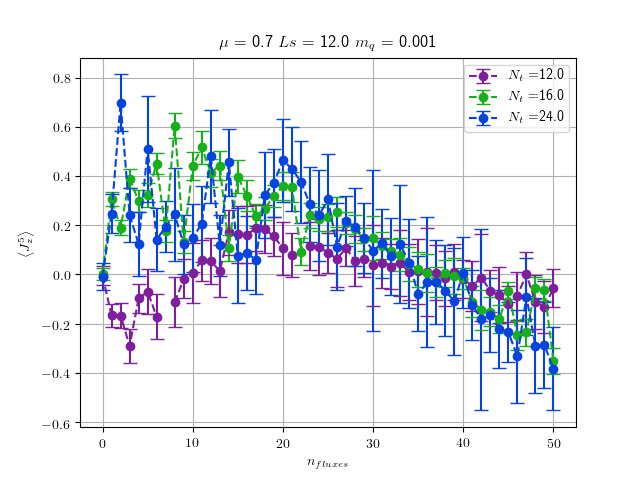 μ = 0.7 Ls = 12.0 m_q = 0.001
N_t =12.0
N_t =16.0
N_t =24.0
⟨J_z^5⟩
0.8
0.6
0.4
0.2
0.0
−0.2
−0.4
−0.6
0 10 20 30 40 50
n_{fluxes}